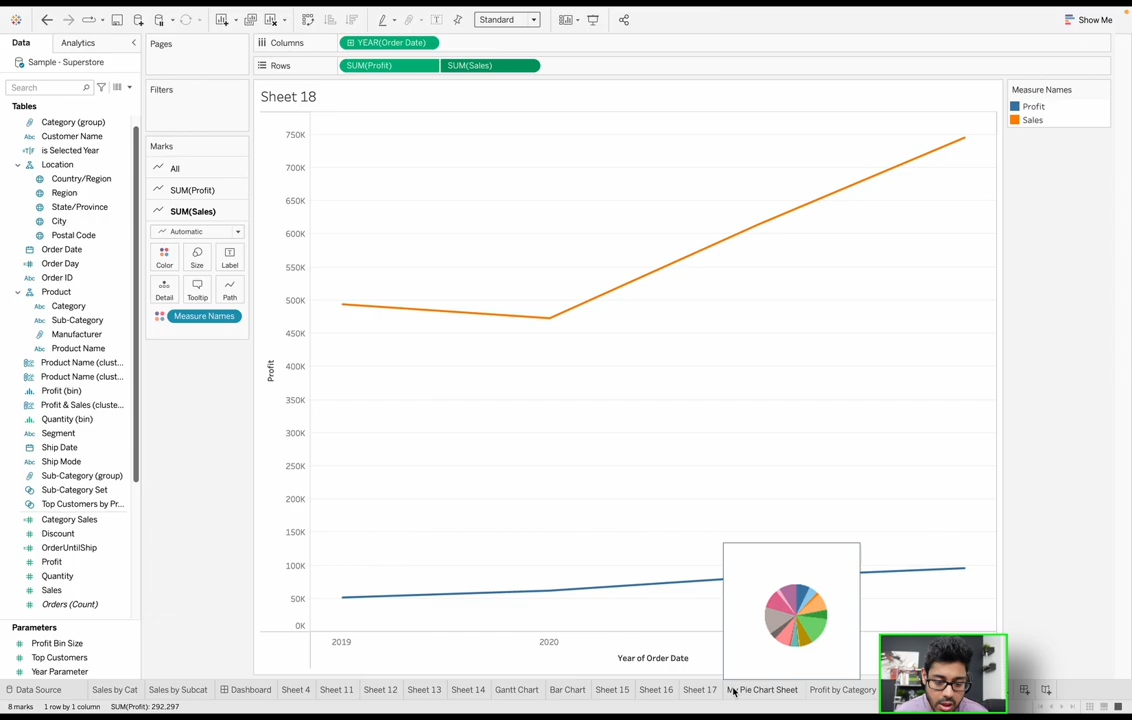 Standard
Show Me
Data
Analytics
Sample - Superstore
Search
Tables
Category (group)
Abc Customer Name
T|F is Selected Year
Location
Country/Region
Region
State/Province
City
Postal Code
Order Date
Order Day
Order ID
Product
Abc Category
Abc Sub-Category
Manufacturer
Abc Product Name
Product Name (clust...
Product Name (clust...
Profit (bin)
Profit & Sales (cluste...
Quantity (bin)
Abc Segment
Ship Date
Abc Ship Mode
Sub-Category (group)
Sub-Category Set
Top Customers by Pr...
Category Sales
Discount
OrderUntilShip
Profit
Quantity
Sales
Orders (Count)
Parameters
Profit Bin Size
Top Customers
Year Parameter
Pages
Filters
Marks
All
SUM(Profit)
SUM(Sales)
Automatic
Color
Size
Label
Detail
Tooltip
Path
Measure Names
Columns
YEAR(Order Date)
Rows
SUM(Profit)
SUM(Sales)
Sheet 18
750K
700K
650K
600K
550K
500K
450K
400K
350K
300K
250K
200K
150K
100K
50K
0K
Profit
2019
2020
Year of Order Date
Measure Names
Profit
Sales
Data Source
Sales by Cat
Sales by Subcat
Dashboard
Sheet 4
Sheet 11
Sheet 12
Sheet 13
Sheet 14
Gantt Chart
Bar Chart
Sheet 15
Sheet 16
Sheet 17
My Pie Chart Sheet
Profit by Category
8 marks
1 row by 1 column
SUM(Profit): 292,297